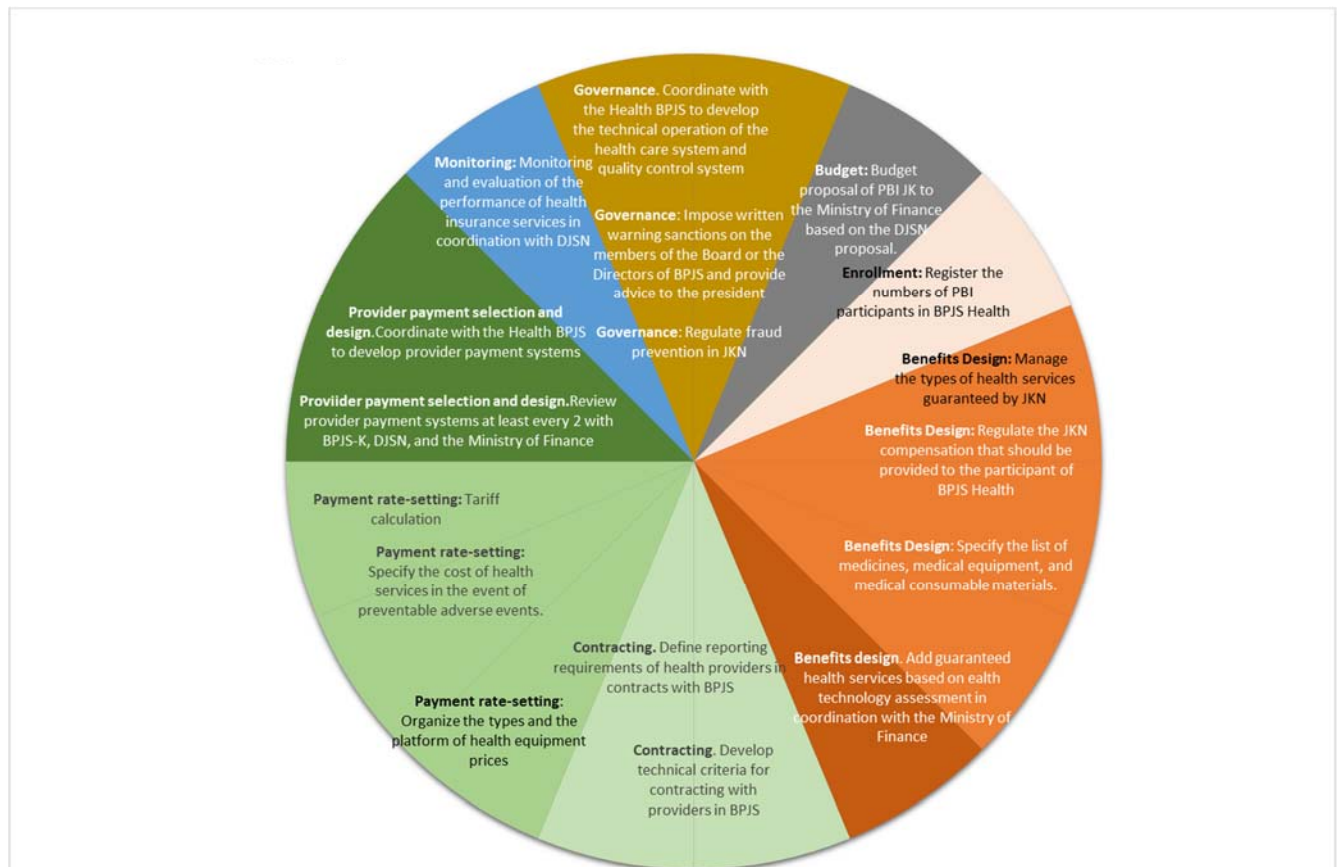 Governance. Coordinate with
the Health BPJS to develop
the technical operation of the
health care system and
quality control system
Governance: Impose written
warning sanctions on the
members of the Board or the
Directors of BPJS and provide
advice to the president
Governance: Regulate fraud
prevention in JKN
Budget: Budget
proposal of PBI JK to
the Ministry of Finance
based on the DJSN
proposal.
Enrollment: Register the
numbers of PBI
participants in BPJS Health
Benefits Design: Manage
the types of health services
guaranteed by JKN
Benefits Design: Regulate the JKN
compensation that should be
provided to the participant of
BPJS Health
Benefits Design: Specify the list of
medicines, medical equipment, and
medical consumable materials.
Benefits design. Add guaranteed
health services based on ealth
technology assessment in
coordination with the Ministry of
Finance
Contracting. Define reporting
requirements of health providers in
contracts with BPJS
Contracting. Develop
technical criteria for
contracting with
providers in BPJS
Payment rate-setting:
Organize the types and the
platform of health equipment
prices
Payment rate-setting:
Specify the cost of health
services in the event of
preventable adverse events.
Payment rate-setting: Tariff
calculation
Proviider payment selection and design.Review
provider payment systems at least every 2 with
BPJS-K, DJSN, and the Ministry of Finance
Provider payment selection and
design.Coordinate with the Health BPJS
to develop provider payment systems
Monitoring: Monitoring
and evaluation of the
performance of health
insurance services in
coordination with DJSN